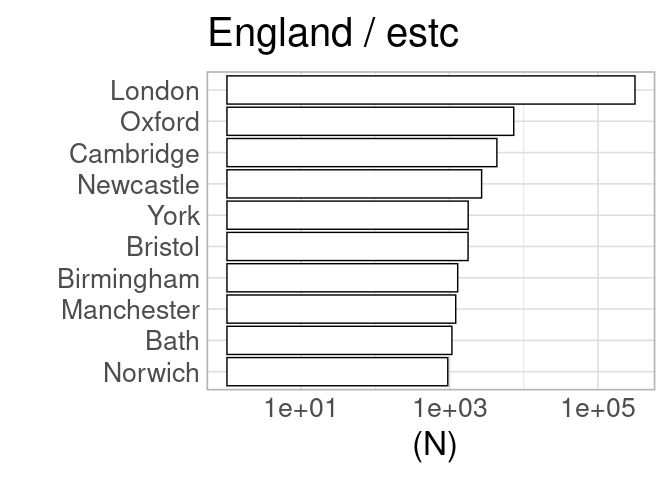 England / estc
London
Oxford
Cambridge
Newcastle
York
Bristol
Birmingham
Manchester
Bath
Norwich
1e+01 1e+03 1e+05
(N)